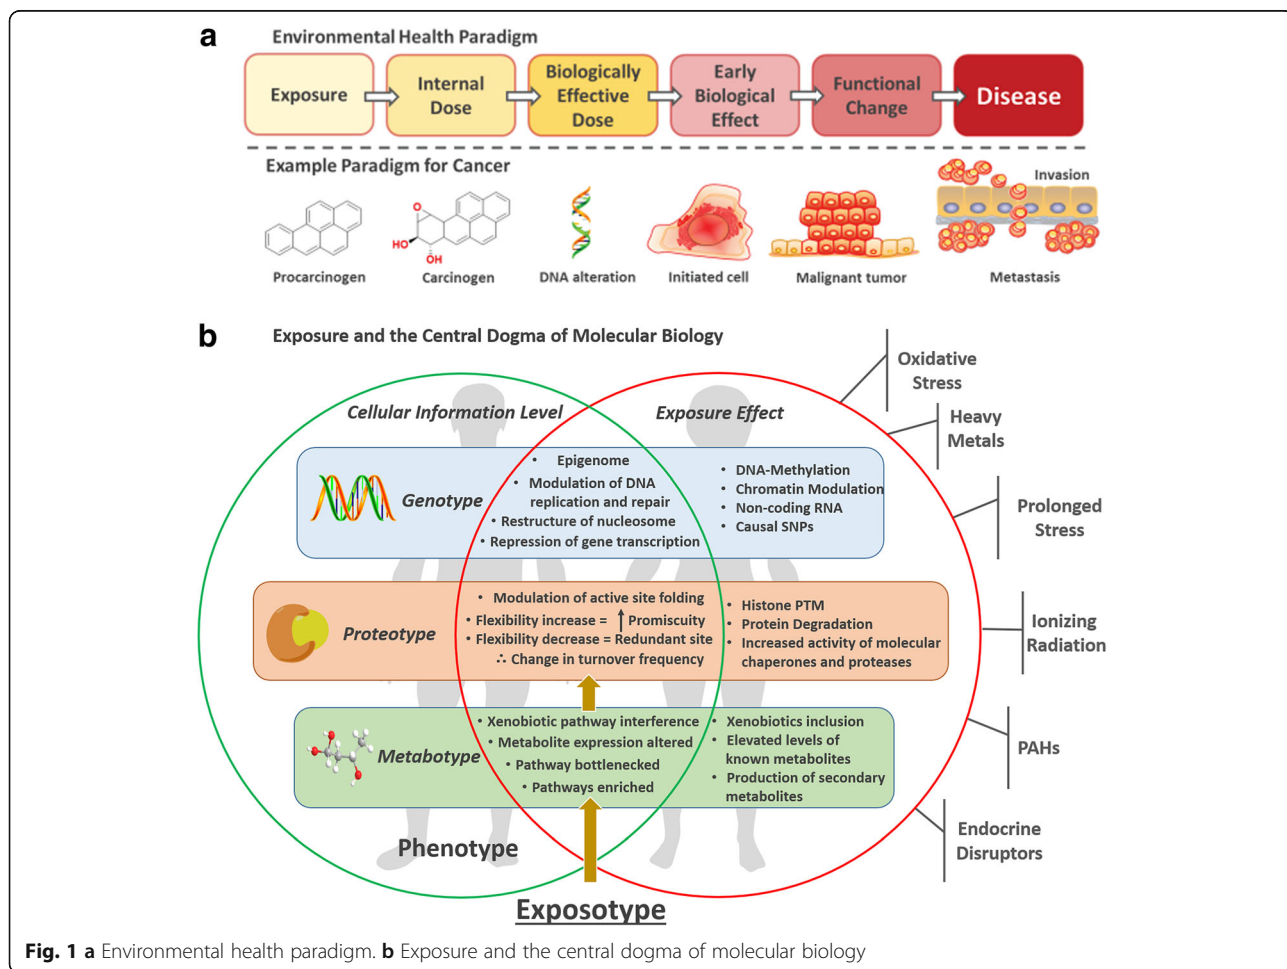 a
Environmental Health Paradigm
Exposure
Internal
Dose
Biologically
Effective
Dose
Early
Biological
Effect
Functional
Change
Disease
Example Paradigm for Cancer
Invasion
O
HO
OH
Procarcinogen
Carcinogen
DNA alteration
Initiated cell
Malignant tumor
Metastasis
b
Exposure and the Central Dogma of Molecular Biology
Cellular Information Level
Exposure Effect
Genotype
• Epigenome
• Modulation of DNA
replication and repair
• Restructure of nucleosome
• Repression of gene transcription
• DNA-Methylation
• Chromatin Modulation
• Non-coding RNA
• Causal SNPs
Proteotype
• Modulation of active site folding
• Flexibility increase = ↑ Promiscuity
• Flexibility decrease = Redundant site
∴ Change in turnover frequency
• Histone PTM
• Protein Degradation
• Increased activity of molecular
chaperones and proteases
Metabotype
• Xenobiotic pathway interference
• Metabolite expression altered
• Pathway bottlenecked
• Pathways enriched
• Xenobiotics inclusion
• Elevated levels of
known metabolites
• Production of secondary
metabolites
Phenotype
Exposotype
Oxidative
Stress
Heavy
Metals
Prolonged
Stress
Ionizing
Radiation
PAHs
Endocrine
Disruptors
Fig. 1 a Environmental health paradigm. b Exposure and the central dogma of molecular biology